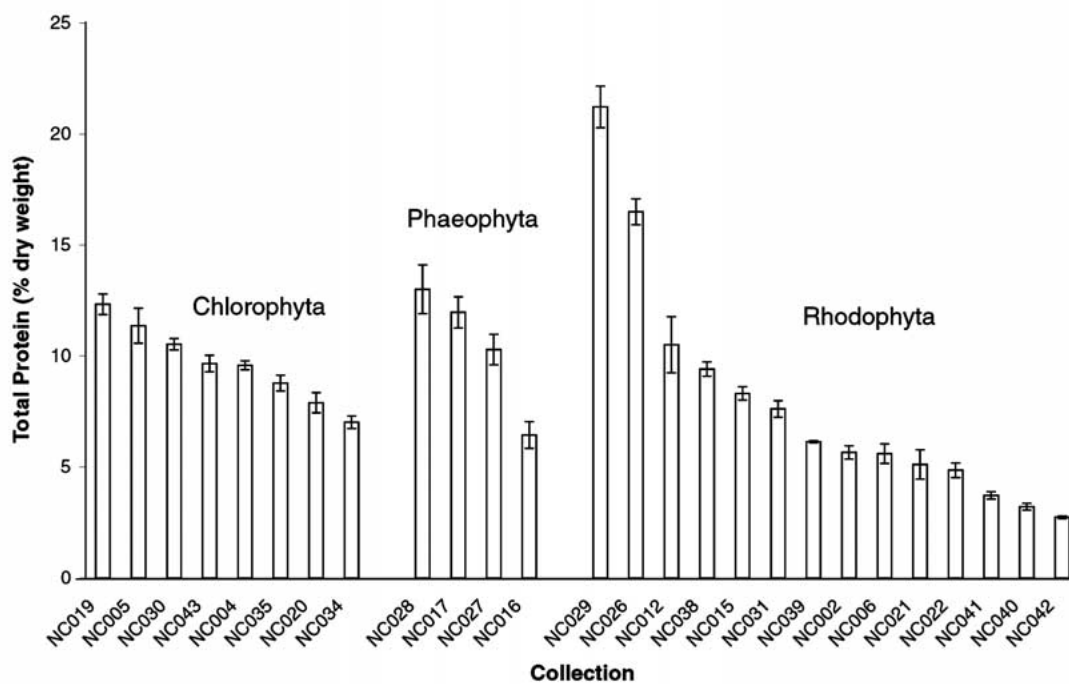 25
20
15
10
5
0
Total Protein (% dry weight)
Chlorophyta
Phaeophyta
Rhodophyta
NC019
NC005
NC030
NC043
NC004
NC035
NC020
NC034
NC028
NC017
NC027
NC016
NC029
NC026
NC012
NC038
NC015
NC031
NC039
NC002
NC006
NC021
NC022
NC041
NC040
NC042
Collection